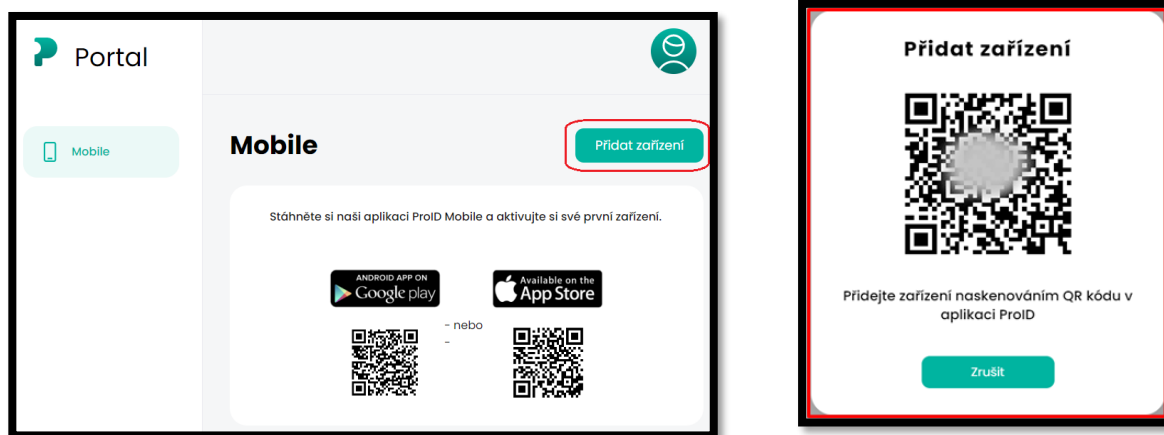 Portal
Mobile
Mobile
Přidat zařízení
Stáhněte si naši aplikaci ProID Mobile a aktivujte si své první zařízení.
ANDROID APP ON
Google play
- nebo
-
Available on the
App Store
Přidat zařízení
Přidejte zařízení naskenováním QR kódu v
aplikaci ProID
Zrušit